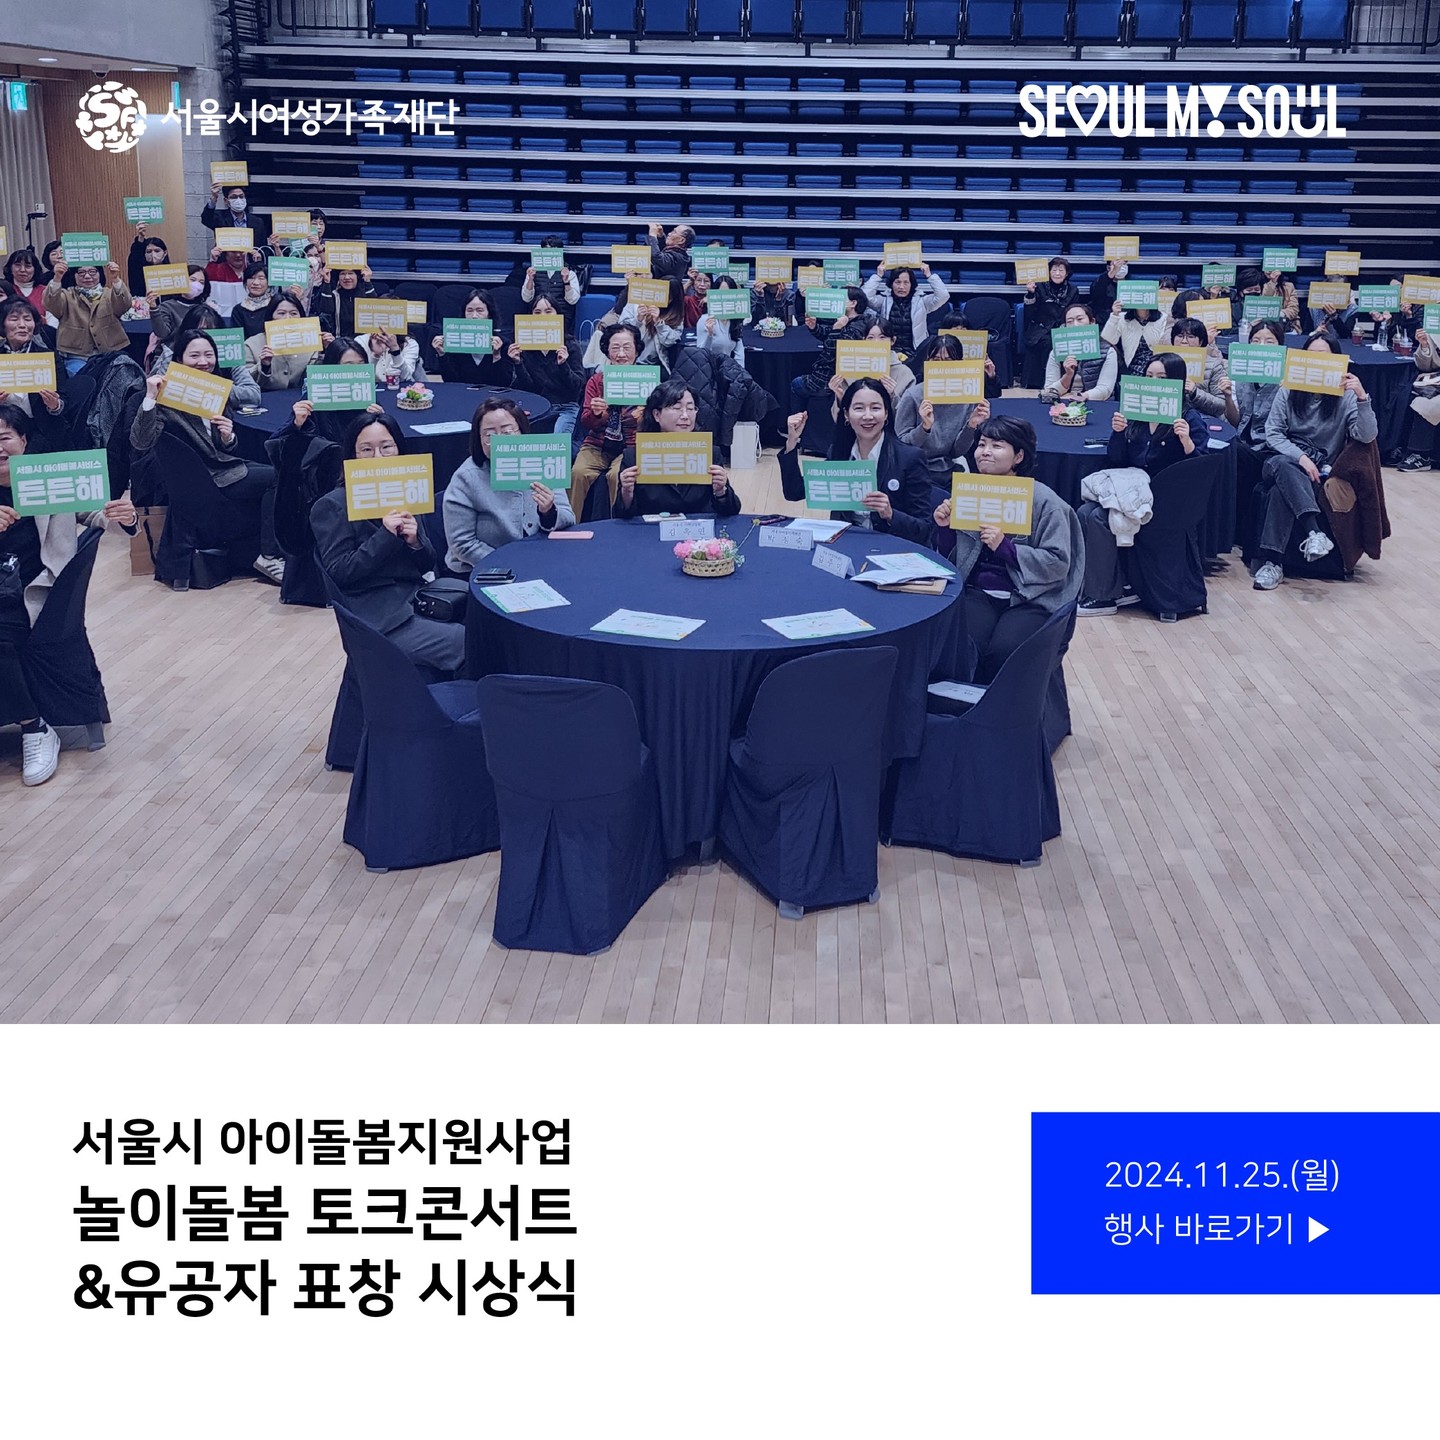 서울시여성가족재단
SEOUL MY SOUL
서울시 아이돌봄서비스
든든해
서울시 아이돌봄지원사업
놀이돌봄 토크콘서트
&유공자 표창 시상식
2024.11.25.(월)
행사 바로가기 ▶